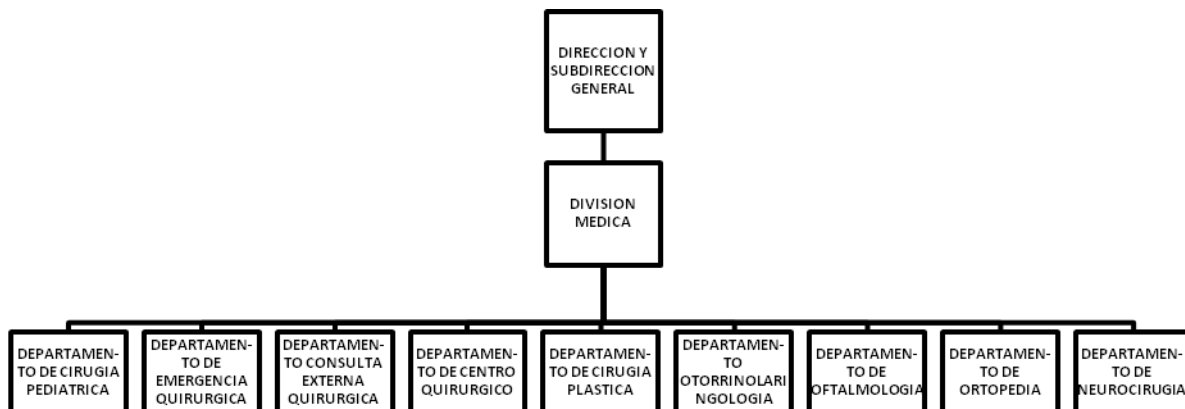 DIRECCION Y
SUBDIRECCION
GENERAL
DIVISION
MEDICA
DEPARTAMEN-
TO DE CIRUGIA
PEDIATRICA
DEPARTAMEN-
TO DE
EMERGENCIA
QUIRURGICA
DEPARTAMEN-
TO CONSULTA
EXTERNA
QUIRURGICA
DEPARTAMEN-
TO DE CENTRO
QUIRURGICO
DEPARTAMEN-
TO DE CIRUGIA
PLASTICA
DEPARTAMEN-
TO
OTORRINOLARI
NGOLOGIA
DEPARTAMEN-
TO DE
OFTALMOLOGIA
DEPARTAMEN-
TO DE
ORTOPEDIA
DEPARTAMEN-
TO DE
NEUROCIRUGIA